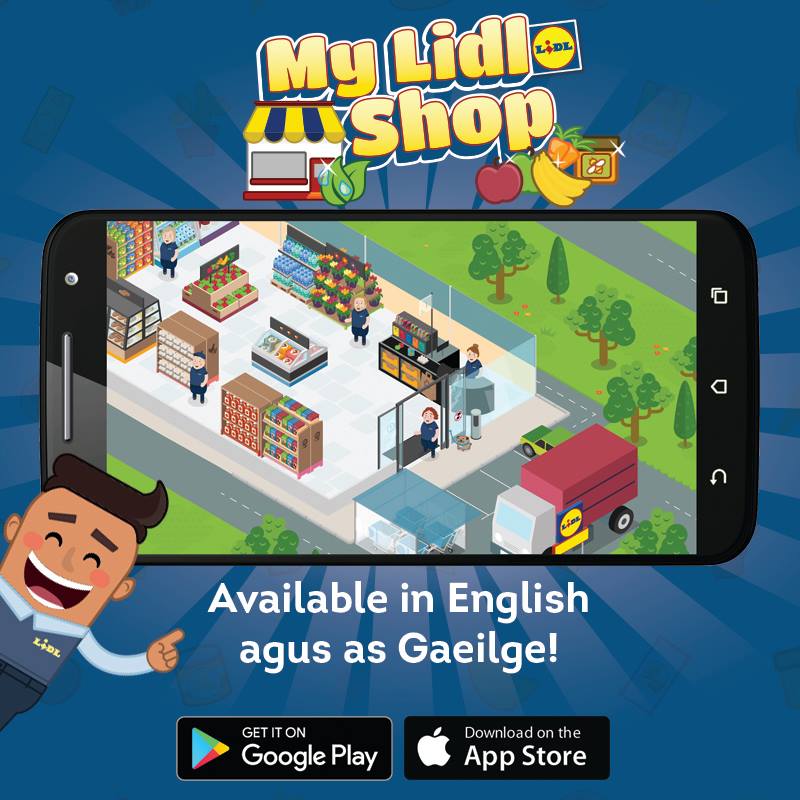 My Lidl
LiDL
Shop
LiDL
LiDL
Available in English
agus as Gaeilge!
GET IT ON
Google Play
Download on the
App Store